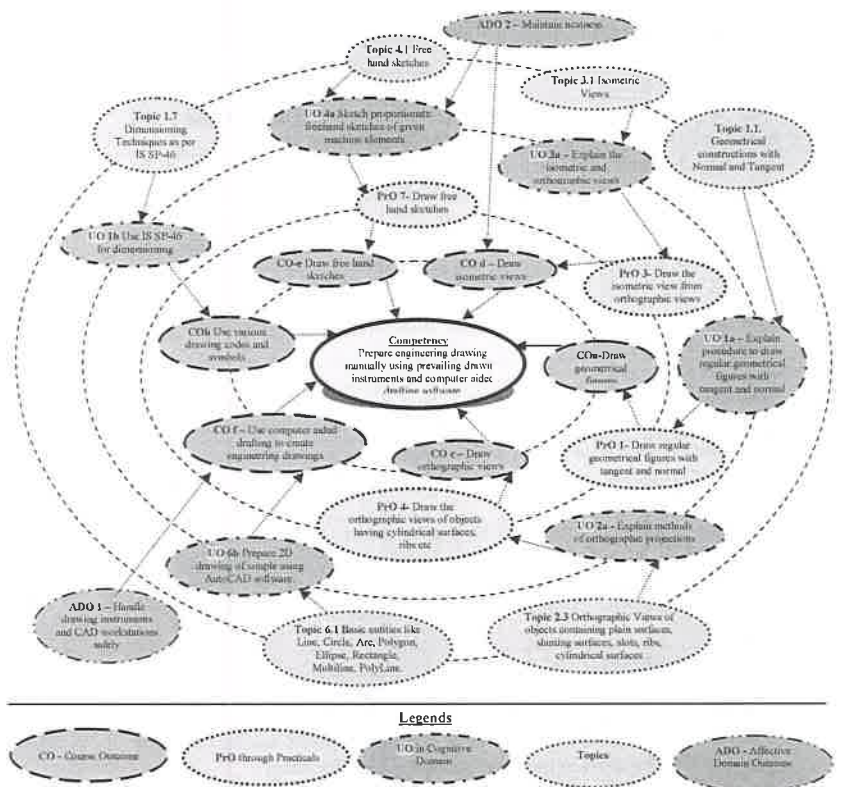 ADO 2 – Maintain neatness
Topic 4.1 Free
hand sketches
Topic 3.1 Isometric
Views
Topic 1.7
Dimensioning
Techniques as per
IS SP-46
UO 4a Sketch proportionate
freehand sketches of given
machine elements
Topic 1.1.
Geometrical
constructions with
Normal and Tangent
UO 3a – Explain the
isometric and
orthographic views
PrO 7- Draw free
hand sketches
UO 1b Use IS SP-46
for dimensioning
CO-e Draw free hand
sketches
CO d – Draw
isometric views
PrO 3- Draw the
isometric view from
orthographic views
COb Use various
drawing codes and
symbols
Competency
Prepare engineering drawing
manually using prevailing drawn
instruments and computer aided
drafting software
COa-Draw
geometrical
figures
UO 1a – Explain
procedure to draw
regular geometrical
figures with
tangent and normal
CO f – Use computer aided
drafting to create
engineering drawings
CO c – Draw
orthographic views
PrO 1- Draw regular
geometrical figures with
tangent and normal
PrO 4- Draw the
orthographic views of objects
having cylindrical surfaces,
ribs etc
UO 2a - Explain methods
of orthographic projections
UO 6b Prepare 2D
drawing of simple using
AutoCAD software
ADO 1 – Handle
drawing instruments
and CAD workstations
safely
Topic 6.1 Basic entities like
Line, Circle, Arc, Polygon,
Ellipse, Rectangle,
Multiline, PolyLine.
Topic 2.3 Orthographic Views of
objects containing plain surfaces,
slanting surfaces, slots, ribs,
cylindrical surfaces
Legends
CO - Course Outcome
PrO through Practicals
UO in Cognitive
Domain
Topics
ADO - Affective
Domain Outcome